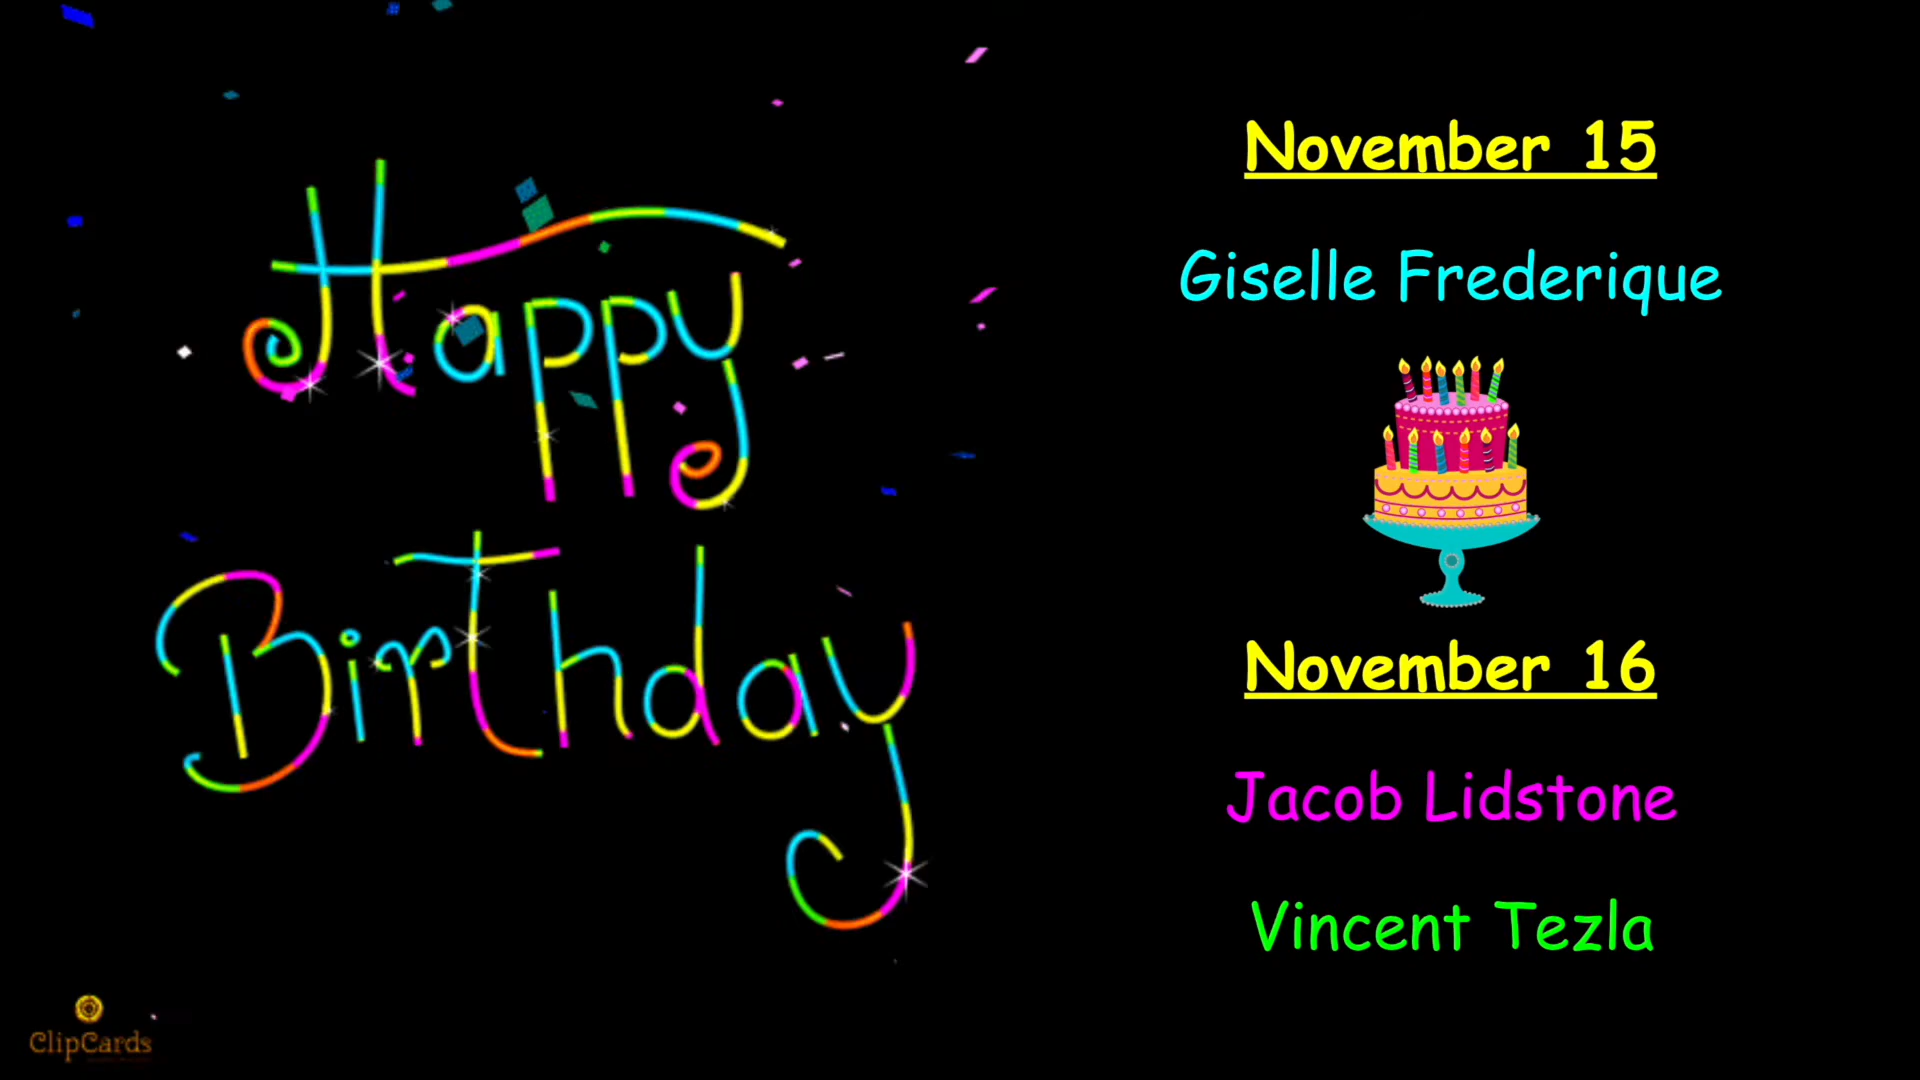 Happy
Birthday
November 15
Giselle Frederique
November 16
Jacob Lidstone
Vincent Tezla
ClipCards